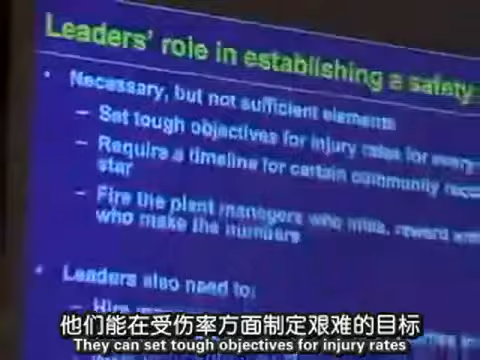 Leaders' role in establishing a safety
• Necessary, but not sufficient elements
– Set tough objectives for injury rates for every
– Require a timeline for certain commonly
star
– Fire the plant managers who miss, reward
who make the numbers
• Leaders also need to:
– Hire
他们能在受伤率方面制定艰难的目标
They can set tough objectives for injury rates